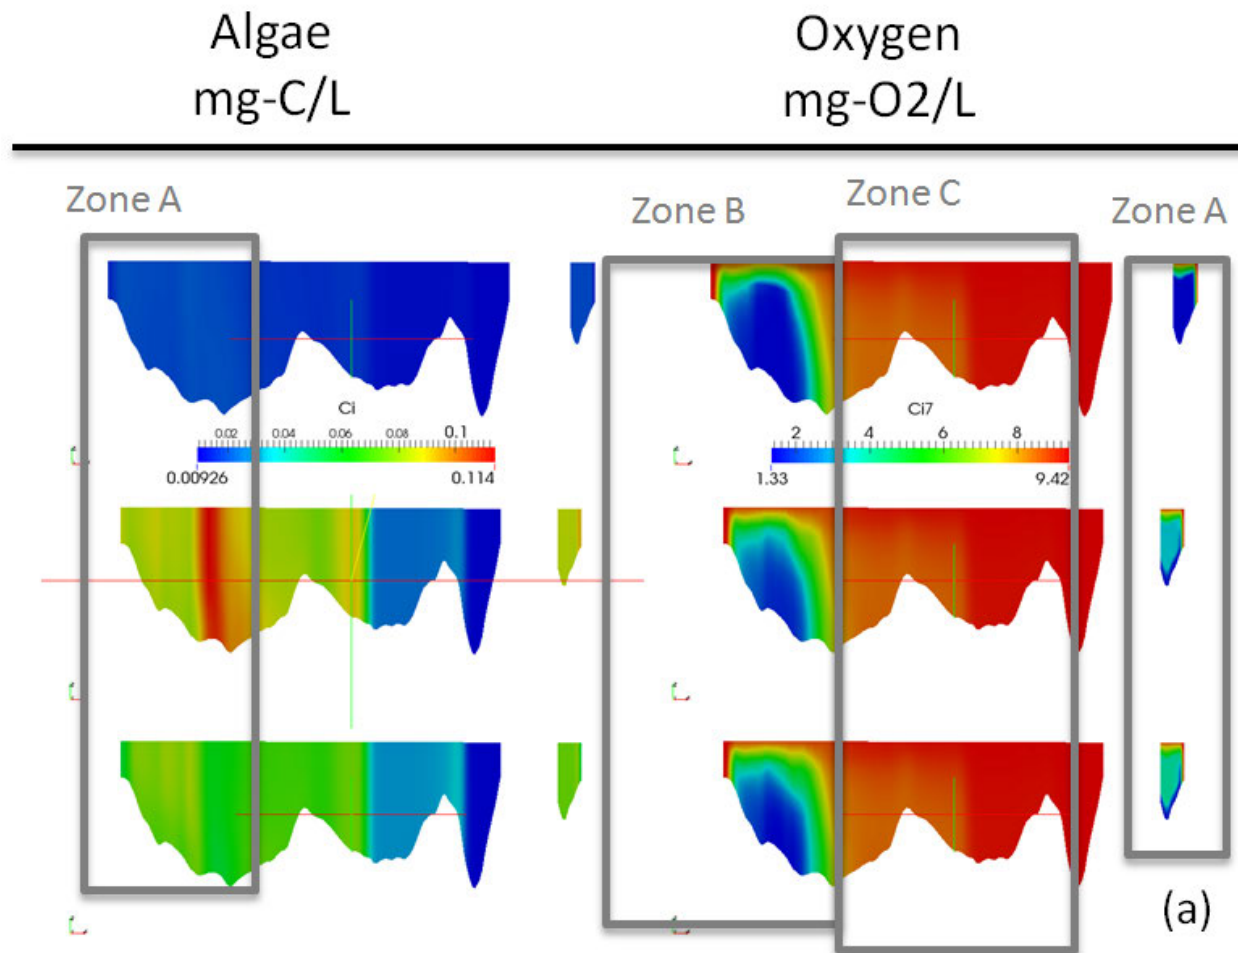 Algae
mg-C/L
Oxygen
mg-O2/L
Zone A
Zone B
Zone C
Zone A
Ci
0.02 0.04 0.06 0.08 0.1
0.00926 0.114
Ci7
2 4 6 8
1.33 9.42
(a)